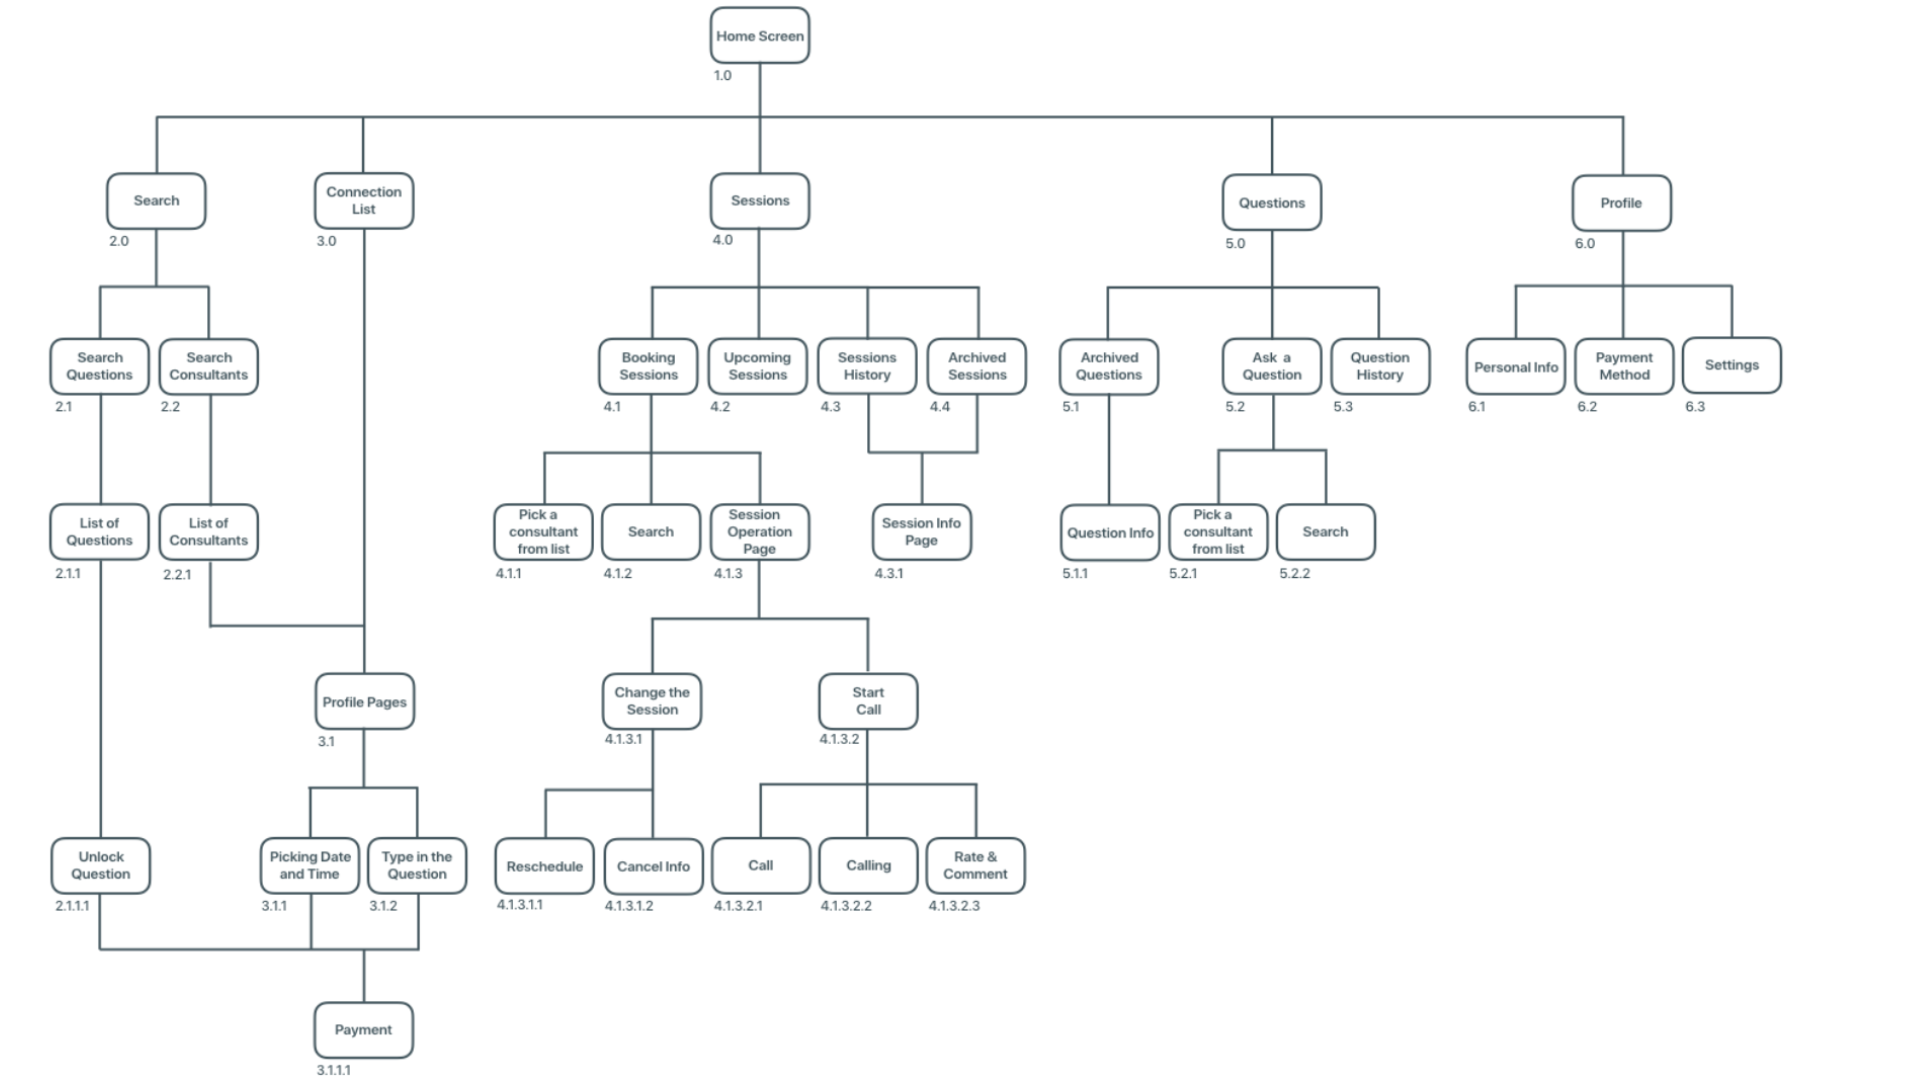 Home Screen
1.0
Search
2.0
Connection
List
3.0
Sessions
4.0
Questions
5.0
Profile
6.0
Search
Questions
2.1
Search
Consultants
2.2
Booking
Sessions
4.1
Upcoming
Sessions
4.2
Sessions
History
4.3
Archived
Sessions
4.4
Archived
Questions
5.1
Ask a
Question
5.2
Question
History
5.3
Personal Info
6.1
Payment
Method
6.2
Settings
6.3
List of
Questions
2.1.1
List of
Consultants
2.2.1
Pick a
consultant
from list
4.1.1
Search
4.1.2
Session
Operation
Page
4.1.3
Session Info
Page
4.3.1
Question Info
5.1.1
Pick a
consultant
from list
5.2.1
Search
5.2.2
Profile Pages
3.1
Change the
Session
4.1.3.1
Start
Call
4.1.3.2
Unlock
Question
2.1.1.1
Picking Date
and Time
3.1.1
Type in the
Question
3.1.2
Reschedule
4.1.3.1.1
Cancel Info
4.1.3.1.2
Call
4.1.3.2.1
Calling
4.1.3.2.2
Rate &
Comment
4.1.3.2.3
Payment
3.1.1.1